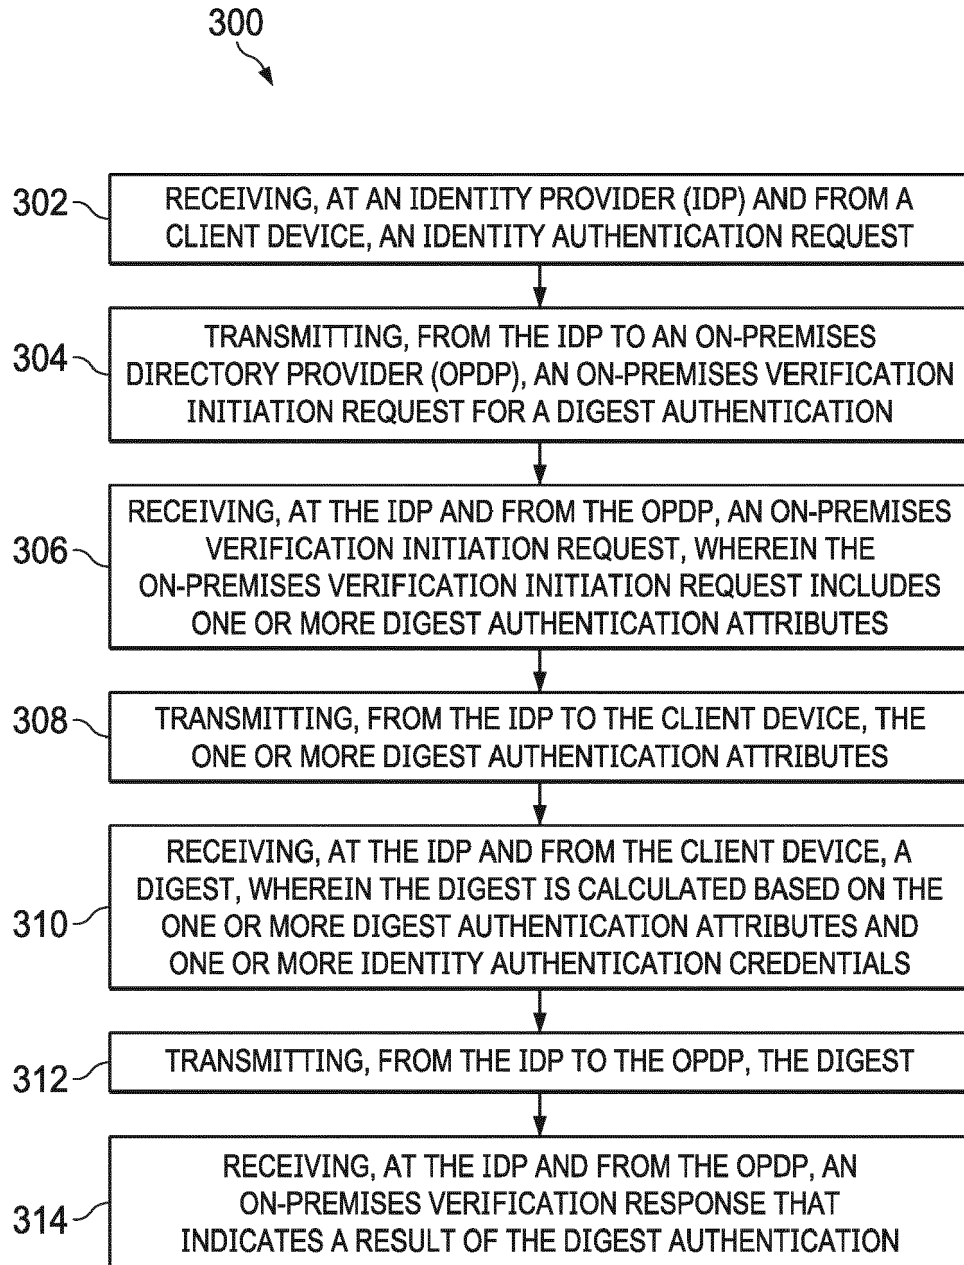 300
302
RECEIVING, AT AN IDENTITY PROVIDER (IDP) AND FROM A
CLIENT DEVICE, AN IDENTITY AUTHENTICATION REQUEST
304
TRANSMITTING, FROM THE IDP TO AN ON-PREMISES
DIRECTORY PROVIDER (OPDP), AN ON-PREMISES VERIFICATION
INITIATION REQUEST FOR A DIGEST AUTHENTICATION
306
RECEIVING, AT THE IDP AND FROM THE OPDP, AN ON-PREMISES
VERIFICATION INITIATION REQUEST, WHEREIN THE
ON-PREMISES VERIFICATION INITIATION REQUEST INCLUDES
ONE OR MORE DIGEST AUTHENTICATION ATTRIBUTES
308
TRANSMITTING, FROM THE IDP TO THE CLIENT DEVICE, THE
ONE OR MORE DIGEST AUTHENTICATION ATTRIBUTES
310
RECEIVING, AT THE IDP AND FROM THE CLIENT DEVICE, A
DIGEST, WHEREIN THE DIGEST IS CALCULATED BASED ON THE
ONE OR MORE DIGEST AUTHENTICATION ATTRIBUTES AND
ONE OR MORE IDENTITY AUTHENTICATION CREDENTIALS
312
TRANSMITTING, FROM THE IDP TO THE OPDP, THE DIGEST
314
RECEIVING, AT THE IDP AND FROM THE OPDP, AN
ON-PREMISES VERIFICATION RESPONSE THAT
INDICATES A RESULT OF THE DIGEST AUTHENTICATION